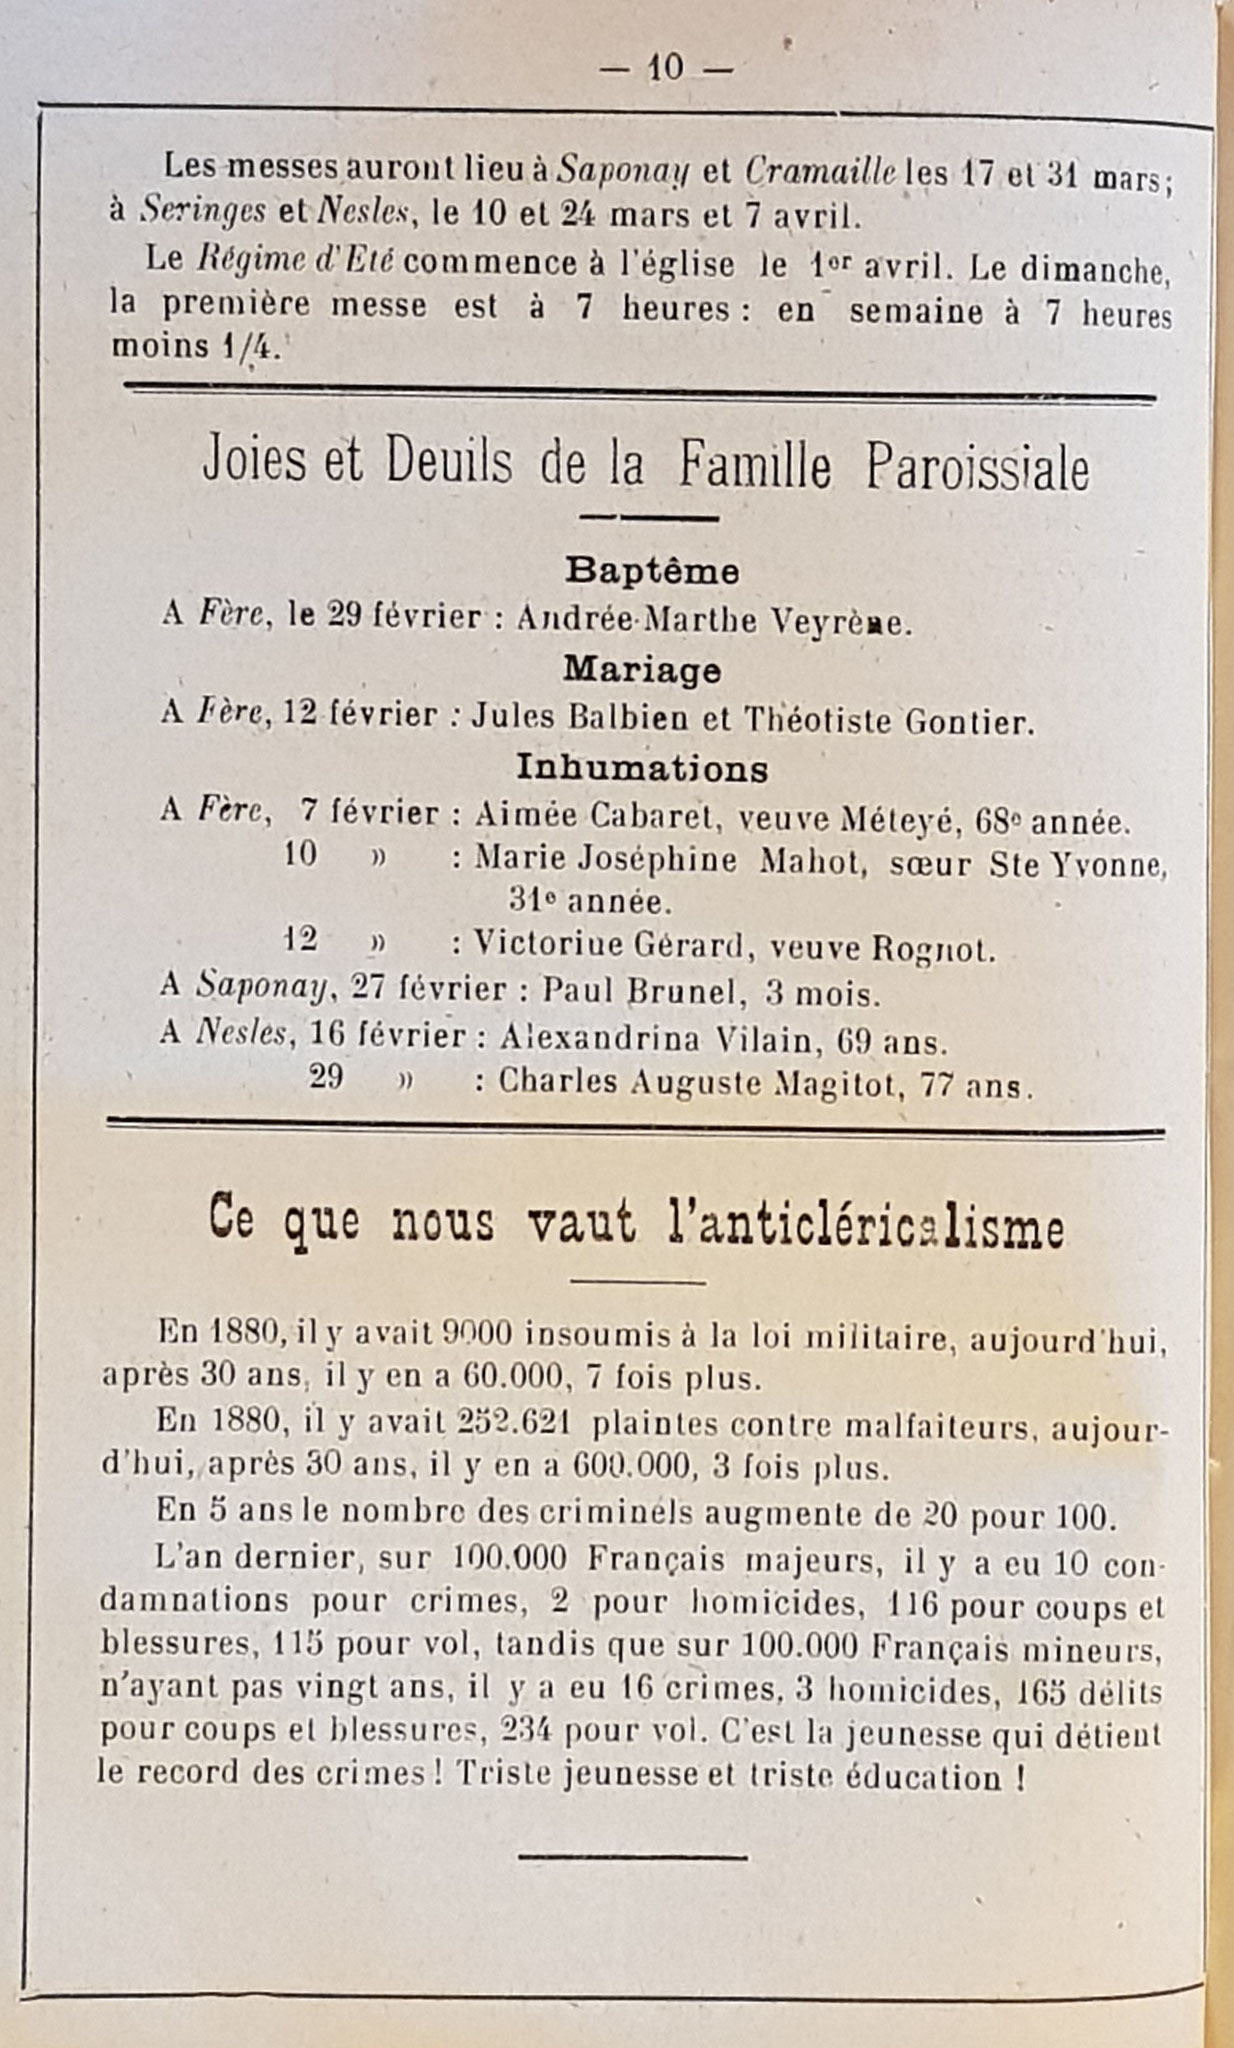 — 10 —
Les messes auront lieu à Saponay et Cramaille les 17 et 31 mars;
à Seringes et Nesles, le 10 et 24 mars et 7 avril.
Le Régime d'Eté commence à l'église le 1er avril. Le dimanche,
la première messe est à 7 heures : en semaine à 7 heures
moins 1/4.
Joies et Deuils de la Famille Paroissiale
Baptême
A Fère, le 29 février : Andrée-Marthe Veyrène.
Mariage
A Fère, 12 février : Jules Balbien et Théotiste Gontier.
Inhumations
A Fère, 7 février : Aimée Cabaret, veuve Méteyé, 68e année.
10 » : Marie Joséphine Mahot, sœur Ste Yvonne,
31e année.
12 » : Victoriue Gérard, veuve Rognot.
A Saponay, 27 février : Paul Brunel, 3 mois.
A Nesles, 16 février : Alexandrina Vilain, 69 ans.
29 » : Charles Auguste Magitot, 77 ans.
Ce que nous vaut l'anticléricalisme
En 1880, il y avait 9000 insoumis à la loi militaire, aujourd'hui,
après 30 ans, il y en a 60.000, 7 fois plus.
En 1880, il y avait 252.621 plaintes contre malfaiteurs, aujour-
d'hui, après 30 ans, il y en a 600.000, 3 fois plus.
En 5 ans le nombre des criminels augmente de 20 pour 100.
L'an dernier, sur 100.000 Français majeurs, il y a eu 10 con-
damnations pour crimes, 2 pour homicides, 116 pour coups et
blessures, 115 pour vol, tandis que sur 100.000 Français mineurs,
n'ayant pas vingt ans, il y a eu 16 crimes, 3 homicides, 165 délits
pour coups et blessures, 234 pour vol. C'est la jeunesse qui détient
le record des crimes ! Triste jeunesse et triste éducation !